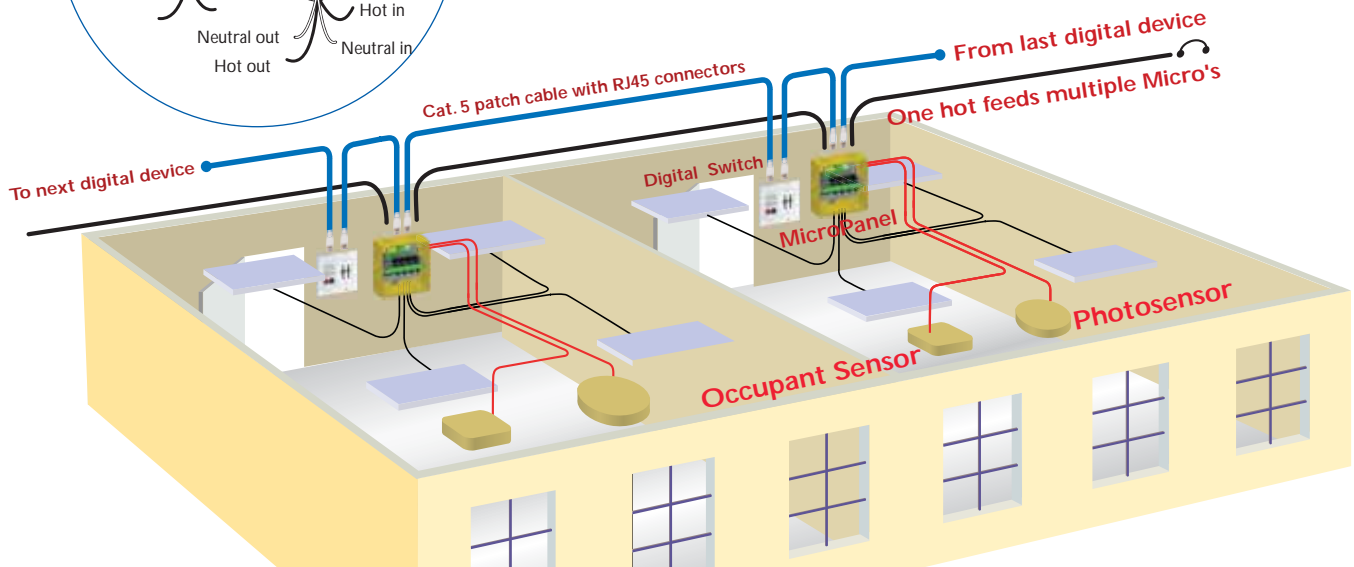 Hot in
Neutral out
Neutral in
Hot out
From last digital device
Cat. 5 patch cable with RJ45 connectors
One hot feeds multiple Micro's
To next digital device
Digital Switch
MicroPanel
Photosensor
Occupant Sensor